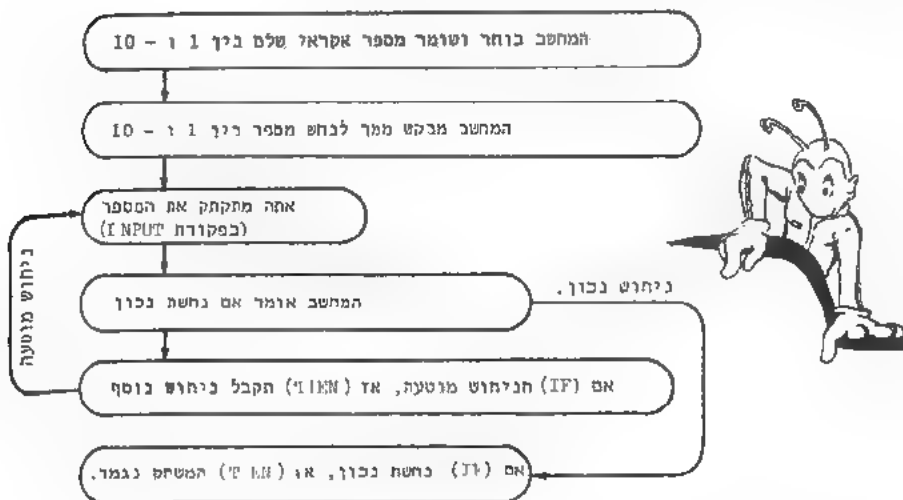 המחשב בוחר ושומר מספר אקראי שלם בין 1 ו - 10
המחשב מבקש ממך לנחש מספר בין 1 ו - 10
אתה מתקתק את המספר
(בפקודת INPUT)
המחשב אומר אם נחשת נכון
ניחוש נכון.
ניחוש מוטעה
אם (IF) הניחוש מוטעה, אז (THEN) תקבל ניחוש נוסף
אם (IF) נחשת נכון, אז (THEN) המשחק נגמר.